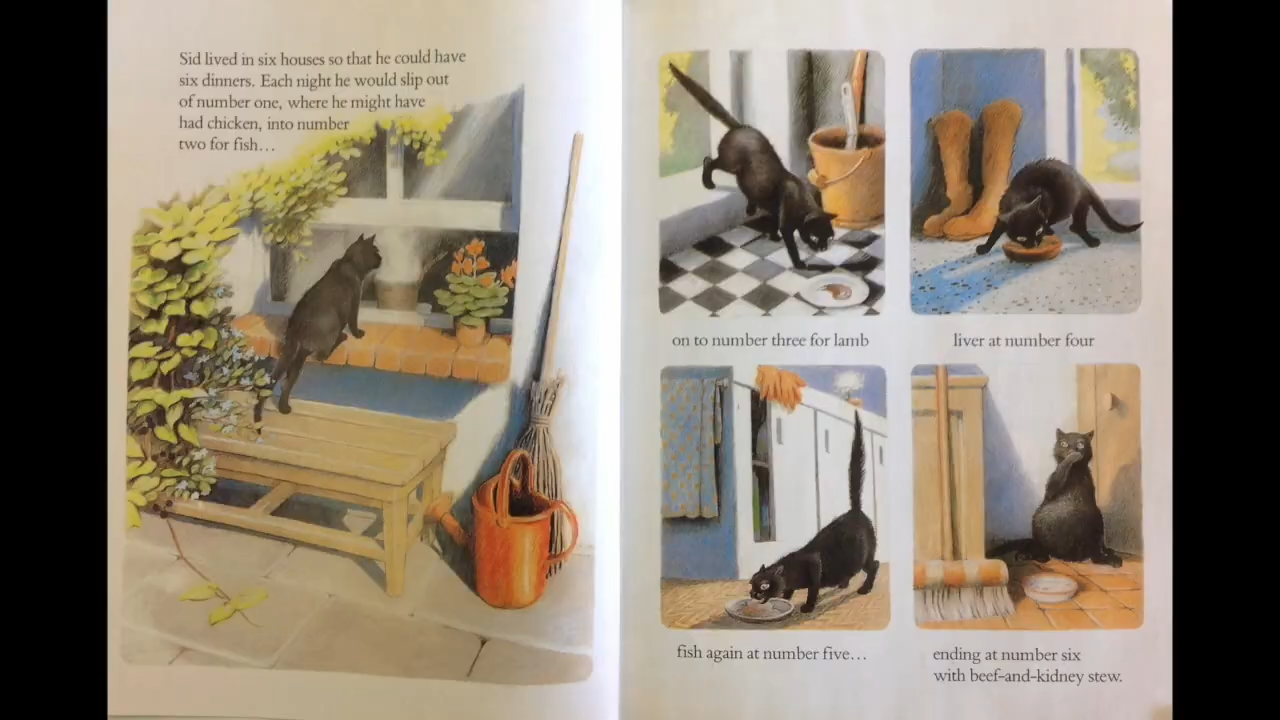 Sid lived in six houses so that he could have
six dinners. Each night he would slip out
of number one, where he might have
had chicken, into number
two for fish…
on to number three for lamb
liver at number four
fish again at number five…
ending at number six
with beef-and-kidney stew.